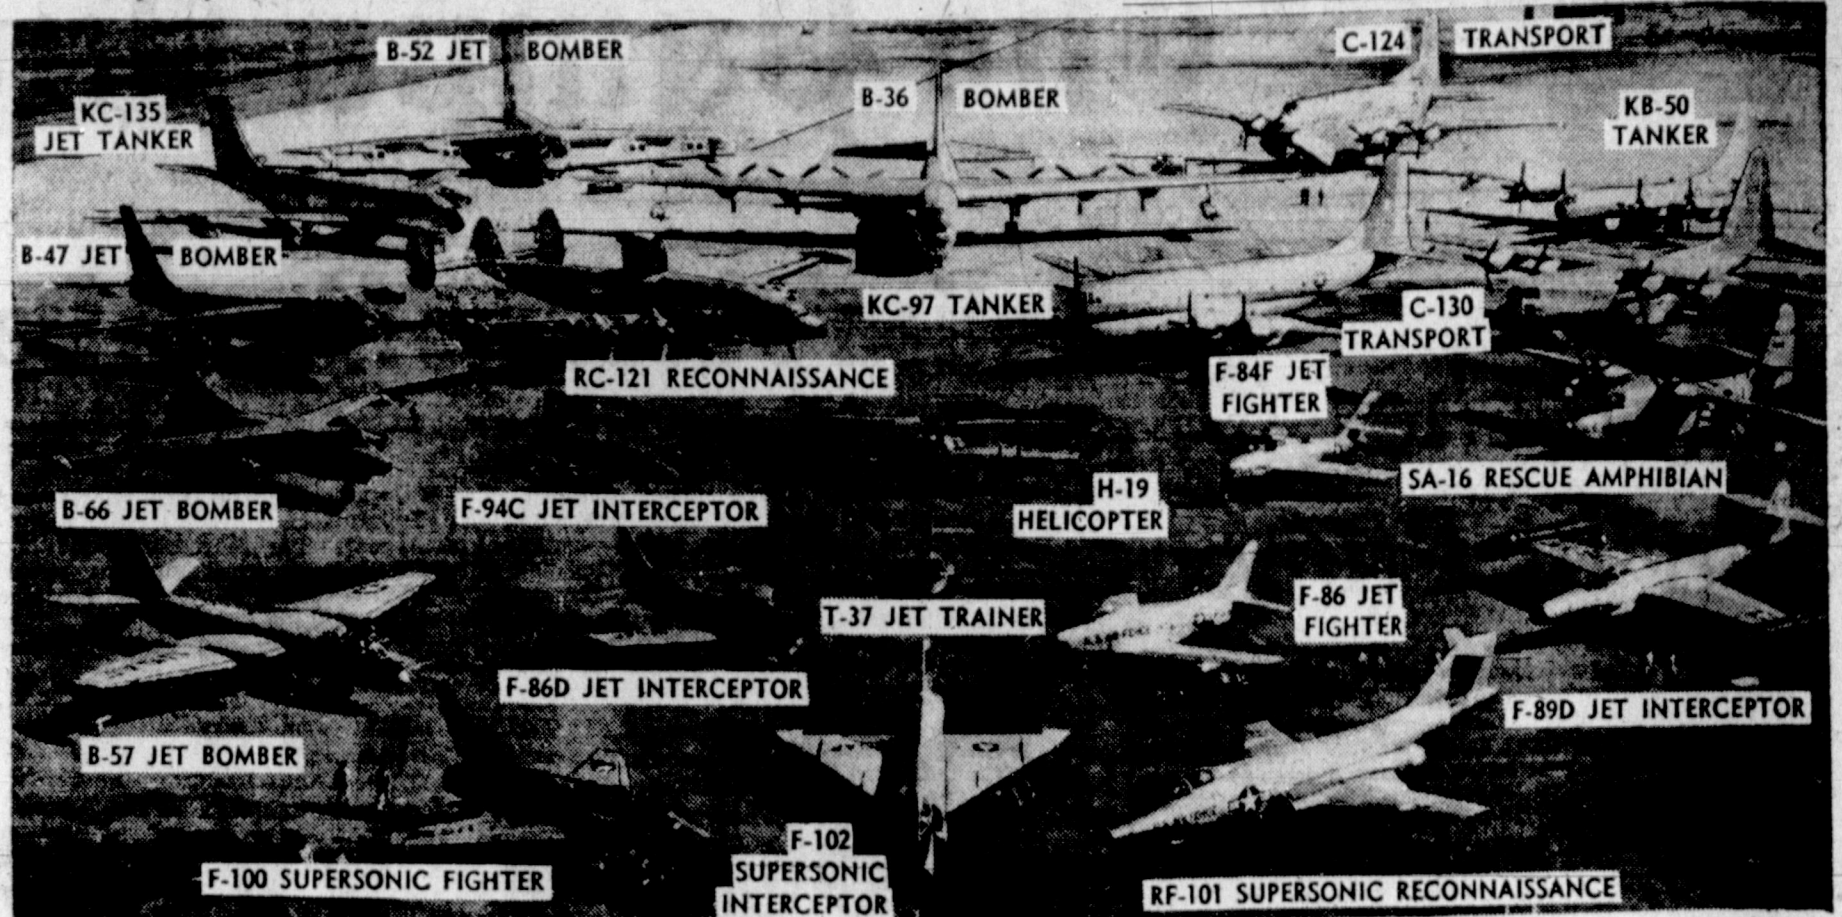 B-52 JET BOMBER
C-124 TRANSPORT
B-36 BOMBER
KC-135
JET TANKER
KB-50
TANKER
B-47 JET BOMBER
KC-97 TANKER
C-130
TRANSPORT
RC-121 RECONNAISSANCE
F-84F JET
FIGHTER
SA-16 RESCUE AMPHIBIAN
B-66 JET BOMBER
F-94C JET INTERCEPTOR
H-19
HELICOPTER
T-37 JET TRAINER
F-86 JET
FIGHTER
F-86D JET INTERCEPTOR
F-89D JET INTERCEPTOR
B-57 JET BOMBER
F-100 SUPERSONIC FIGHTER
F-102
SUPERSONIC
INTERCEPTOR
RF-101 SUPERSONIC RECONNAISSANCE